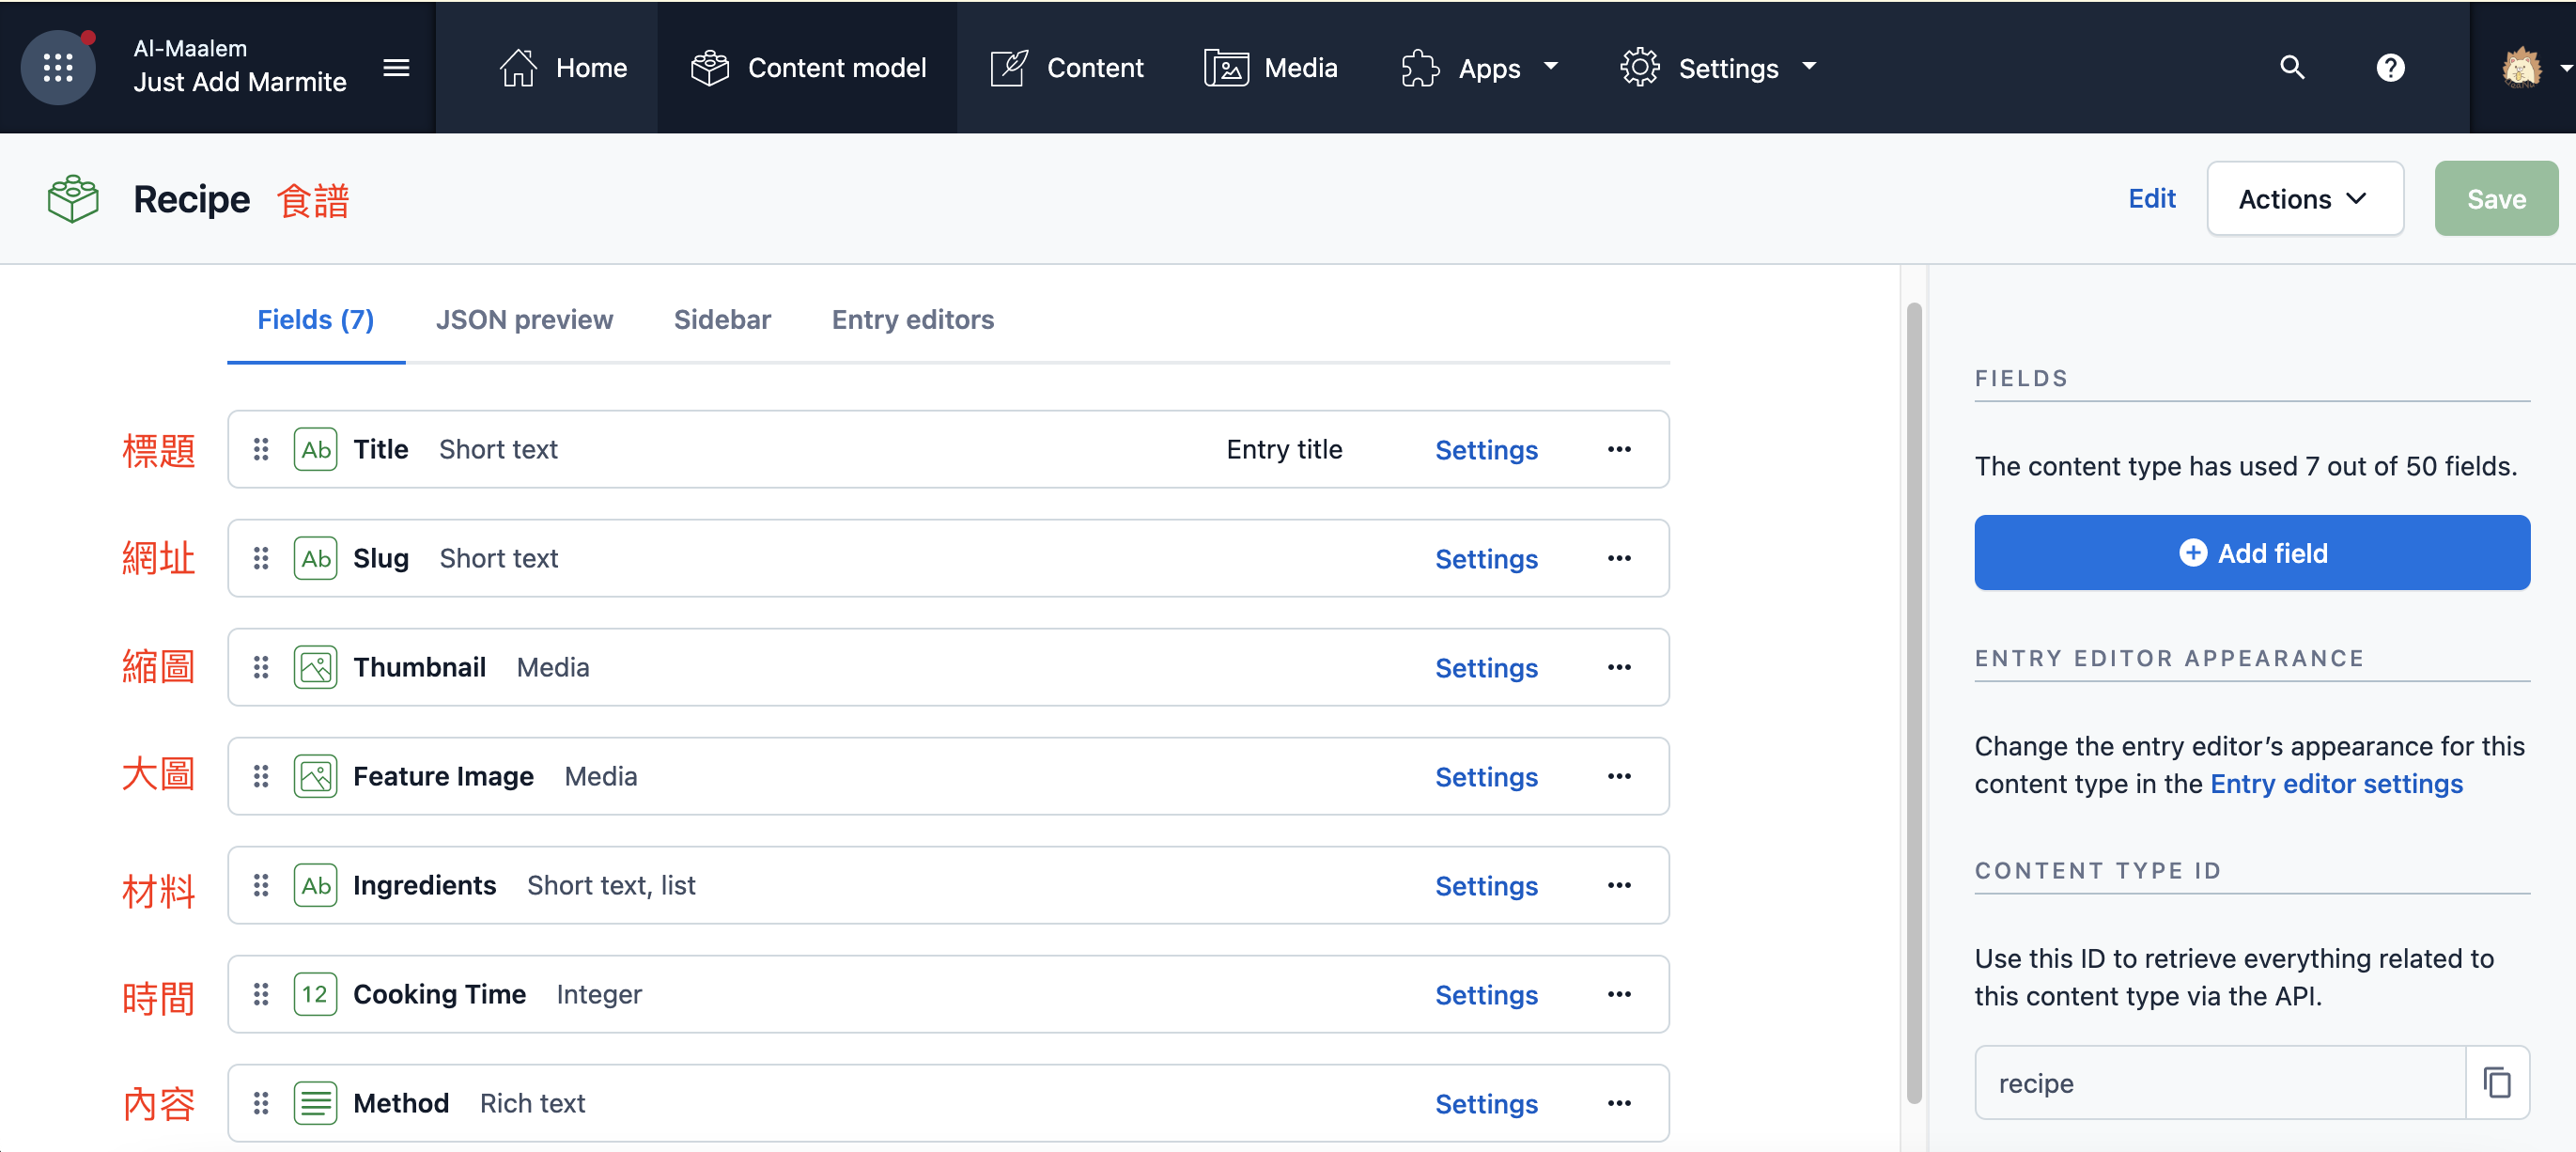 Al-Maalem
Just Add Marmite
Home
Content model
Content
Media
Apps
Settings
Recipe 食譜
Edit
Actions
Save
Fields (7)
JSON preview
Sidebar
Entry editors
標題 Ab Title Short text Entry title Settings
網址 Ab Slug Short text Settings
縮圖 Thumbnail Media Settings
大圖 Feature Image Media Settings
材料 Ab Ingredients Short text, list Settings
時間 12 Cooking Time Integer Settings
內容 Method Rich text Settings
FIELDS
The content type has used 7 out of 50 fields.
Add field
ENTRY EDITOR APPEARANCE
Change the entry editor's appearance for this
content type in the Entry editor settings
CONTENT TYPE ID
Use this ID to retrieve everything related to
this content type via the API.
recipe